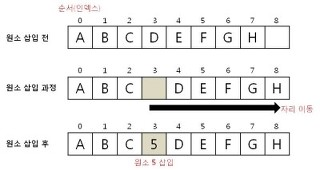 순서(인덱스)
0 1 2 3 4 5 6 7 8
원소 삽입 전 A B C D E F G H
0 1 2 3 4 5 6 7 8
원소 삽입 과정 A B C D E F G H
자리 이동
0 1 2 3 4 5 6 7 8
원소 삽입 후 A B C 5 D E F G H
원소 5 삽입